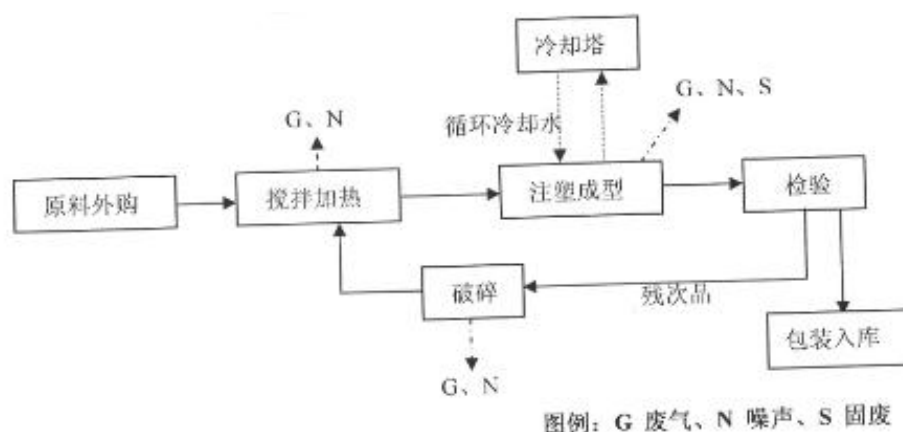 冷却塔
G、N、S
G、N
循环冷却水
原料外购
搅拌加热
注塑成型
检验
破碎
残次品
包装入库
G、N
图例：G 废气、N 噪声、S 固废